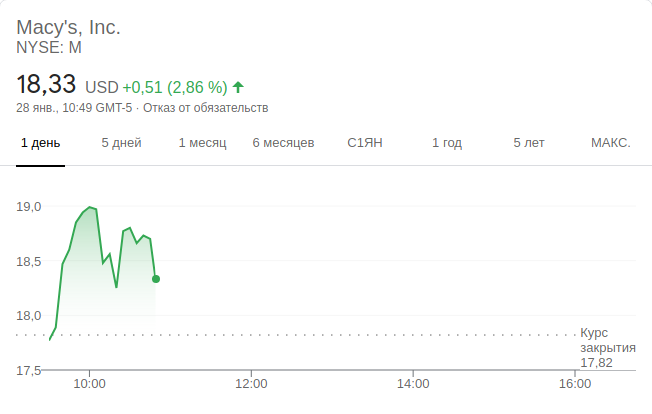 Macy's, Inc.
NYSE: M
18,33 USD +0,51 (2,86 %)
28 янв., 10:49 GMT-5 · Отказ от обязательств
1 день 5 дней 1 месяц 6 месяцев С1ЯН 1 год 5 лет МАКС.
19,0
18,5
18,0
Курс
закрытия
17,82
17,5
10:00 12:00 14:00 16:00